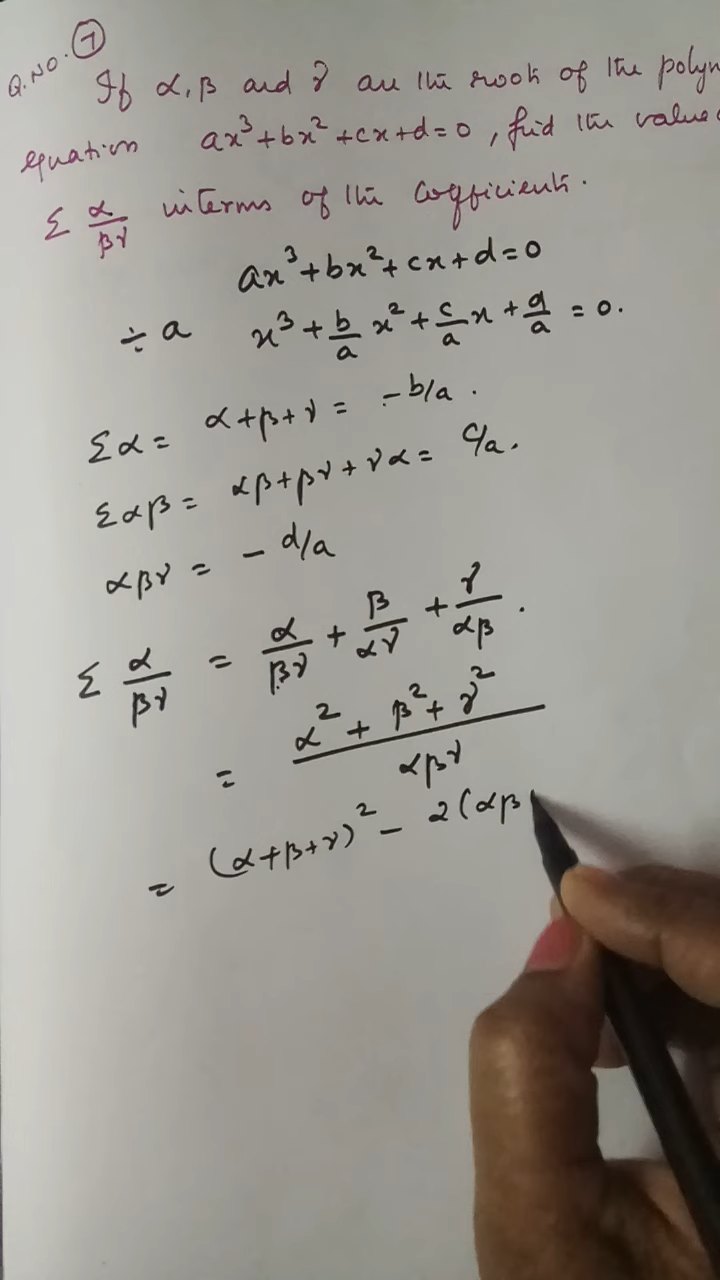 Q.NO. 7
If α, β and γ are the roots of the polyn
equation ax³+bx²+cx+d=0, find the value
Σ α/βγ interms of the coefficients.
ax³+bx²+cx+d=0
÷ a x³+b/a x²+c/a x+d/a = 0.
Σα = α+β+γ = -b/a.
Σαβ = αβ+βγ+γα = c/a.
αβγ = - d/a
Σ α/βγ = α/βγ + β/αγ + γ/αβ.
= α²+β²+γ²/αβγ
= (α+β+γ)² - 2(αβ